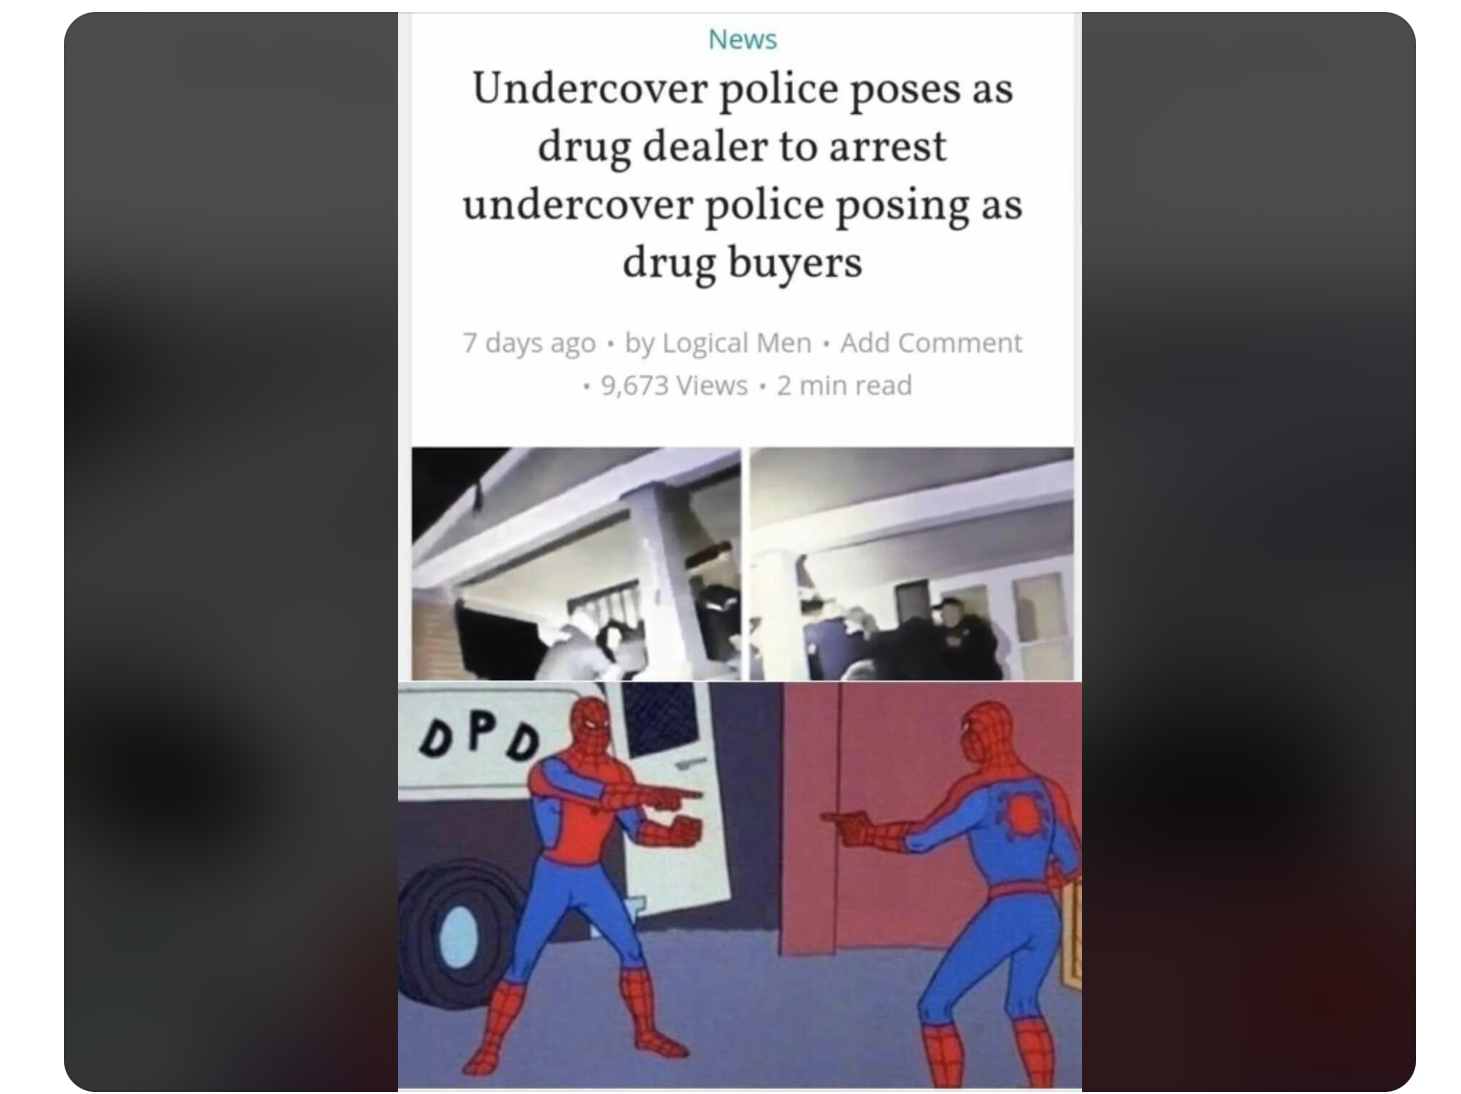 News
Undercover police poses as
drug dealer to arrest
undercover police posing as
drug buyers
7 days ago • by Logical Men • Add Comment
• 9,673 Views • 2 min read
DPD